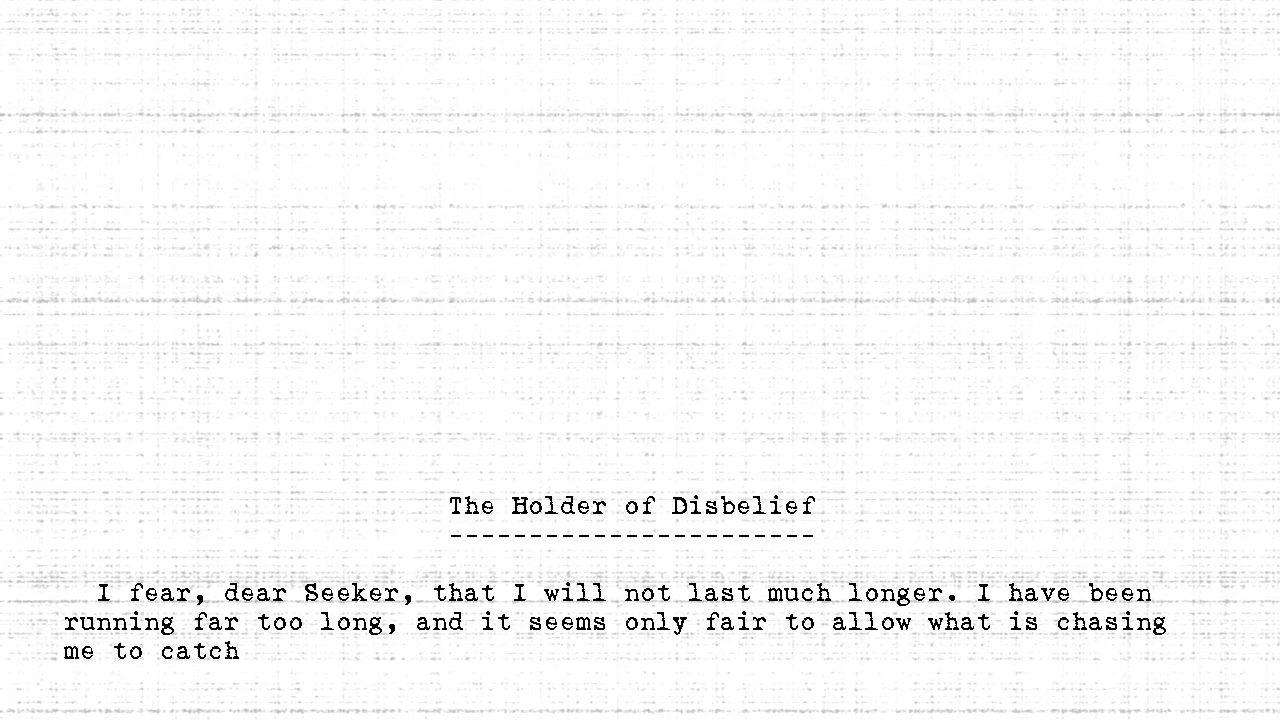 The Holder of Disbelief
-----------------------
I fear, dear Seeker, that I will not last much longer. I have been
running far too long, and it seems only fair to allow what is chasing
me to catch